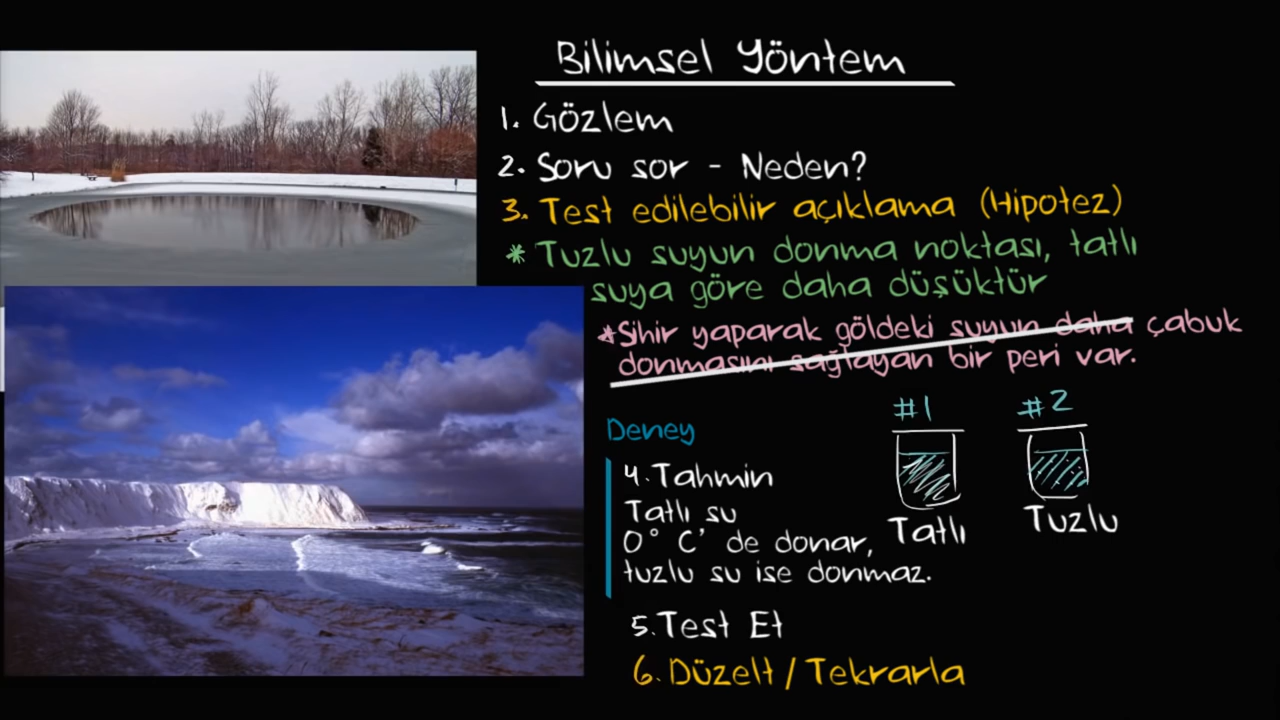 Bilimsel Yöntem
1. Gözlem
2. Soru sor - Neden?
3. Test edilebilir açıklama (Hipotez)
* Tuzlu suyun donma noktası, tatlı
suya göre daha düşüktür
* Sihir yaparak göldeki suyun daha çabuk
donmasını sağlayan bir peri var.
Deney
#1 #2
Tatlı Tuzlu
4. Tahmin
Tatlı su
0° C' de donar,
tuzlu su ise donmaz.
5. Test Et
6. Düzelt / Tekrarla